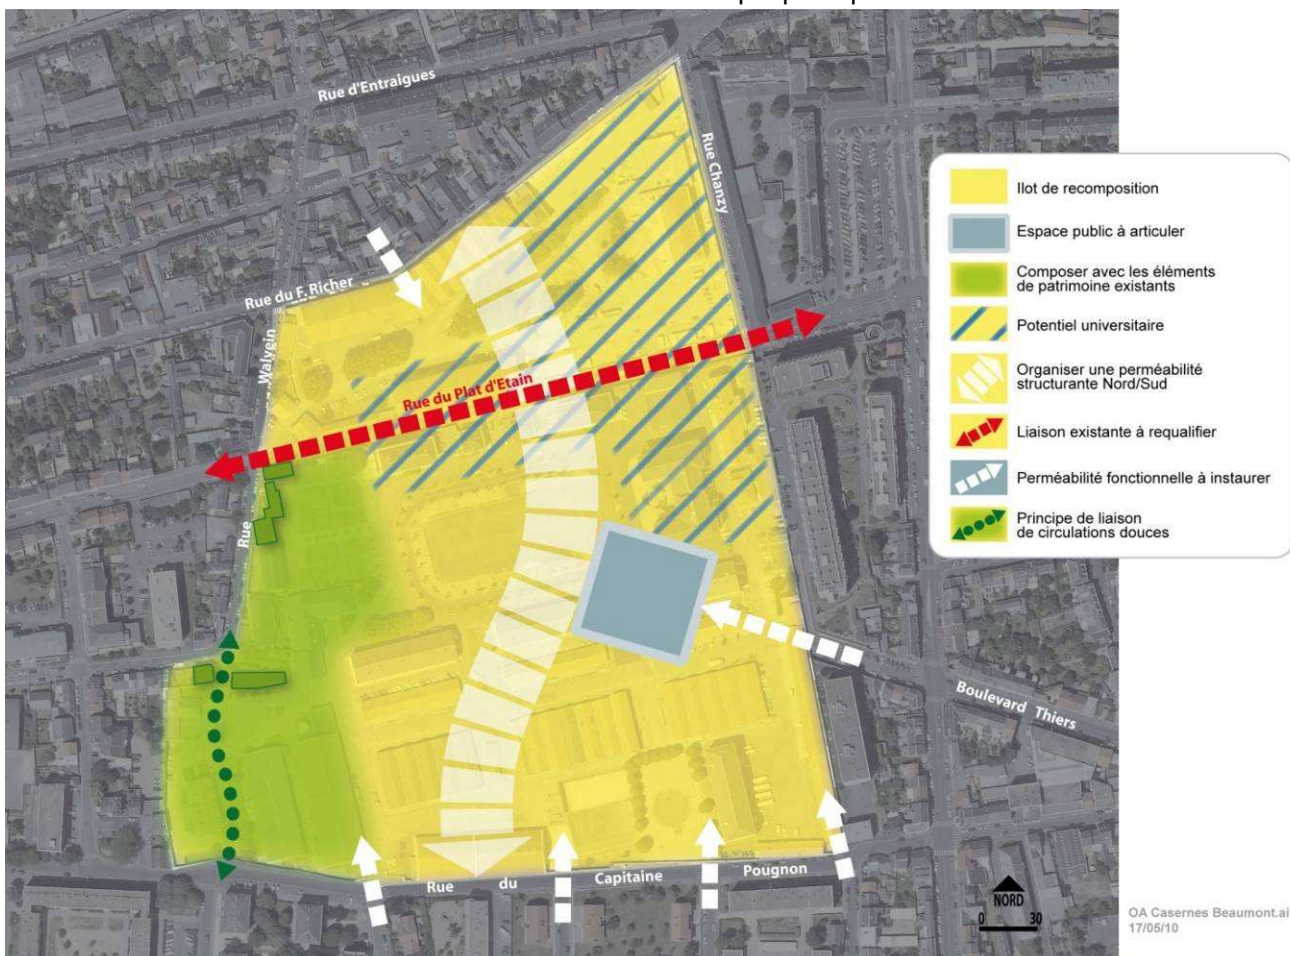 Rue d'Entraigues
Rue Chanzy
Rue du F. Richer
Rue Walvein
Rue du Plat d'Etain
Boulevard Thiers
Rue du Capitaine Pougnon
NORD
0 30
Ilot de recomposition
Espace public à articuler
Composer avec les éléments
de patrimoine existants
Potentiel universitaire
Organiser une perméabilité
structurante Nord/Sud
Liaison existante à requalifier
Perméabilité fonctionnelle à instaurer
Principe de liaison
de circulations douces
OA Casernes Beaumont.ai
17/05/10